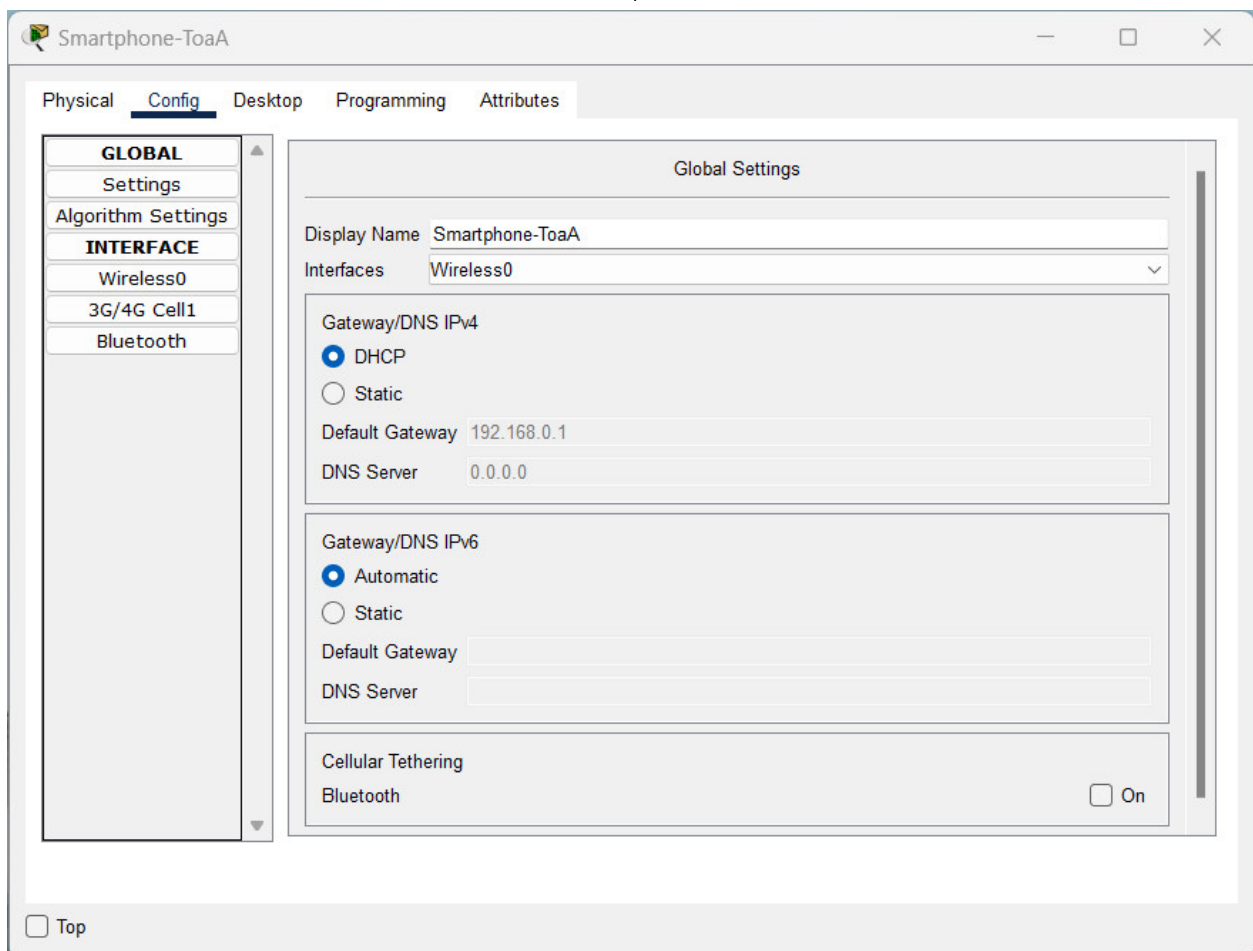 Smartphone-ToaA
Physical Config Desktop Programming Attributes
GLOBAL
Settings
Algorithm Settings
INTERFACE
Wireless0
3G/4G Cell1
Bluetooth
Global Settings
Display Name Smartphone-ToaA
Interfaces Wireless0
Gateway/DNS IPv4
DHCP
Static
Default Gateway 192.168.0.1
DNS Server 0.0.0.0
Gateway/DNS IPv6
Automatic
Static
Default Gateway
DNS Server
Cellular Tethering
Bluetooth On
Top